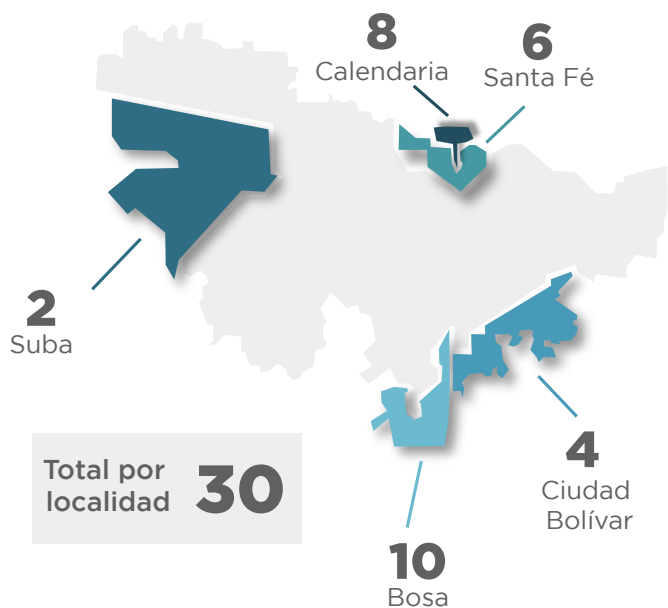 8
Calendaria
6
Santa Fé
2
Suba
4
Ciudad
Bolívar
Total por
localidad
30
10
Bosa